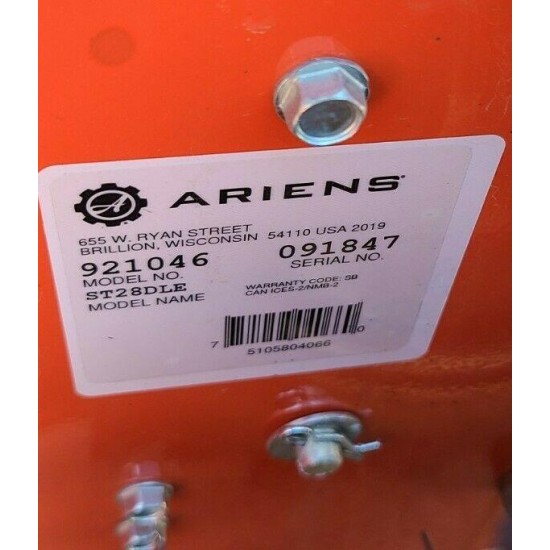 ARIENS
655 W. RYAN STREET
BRILLION, WISCONSIN 54110 USA 2019
921046 091847
MODEL NO. SERIAL NO.
ST28DLE WARRANTY CODE: SB
MODEL NAME CAN ICES-2/NMB-2
7 5105804066 0